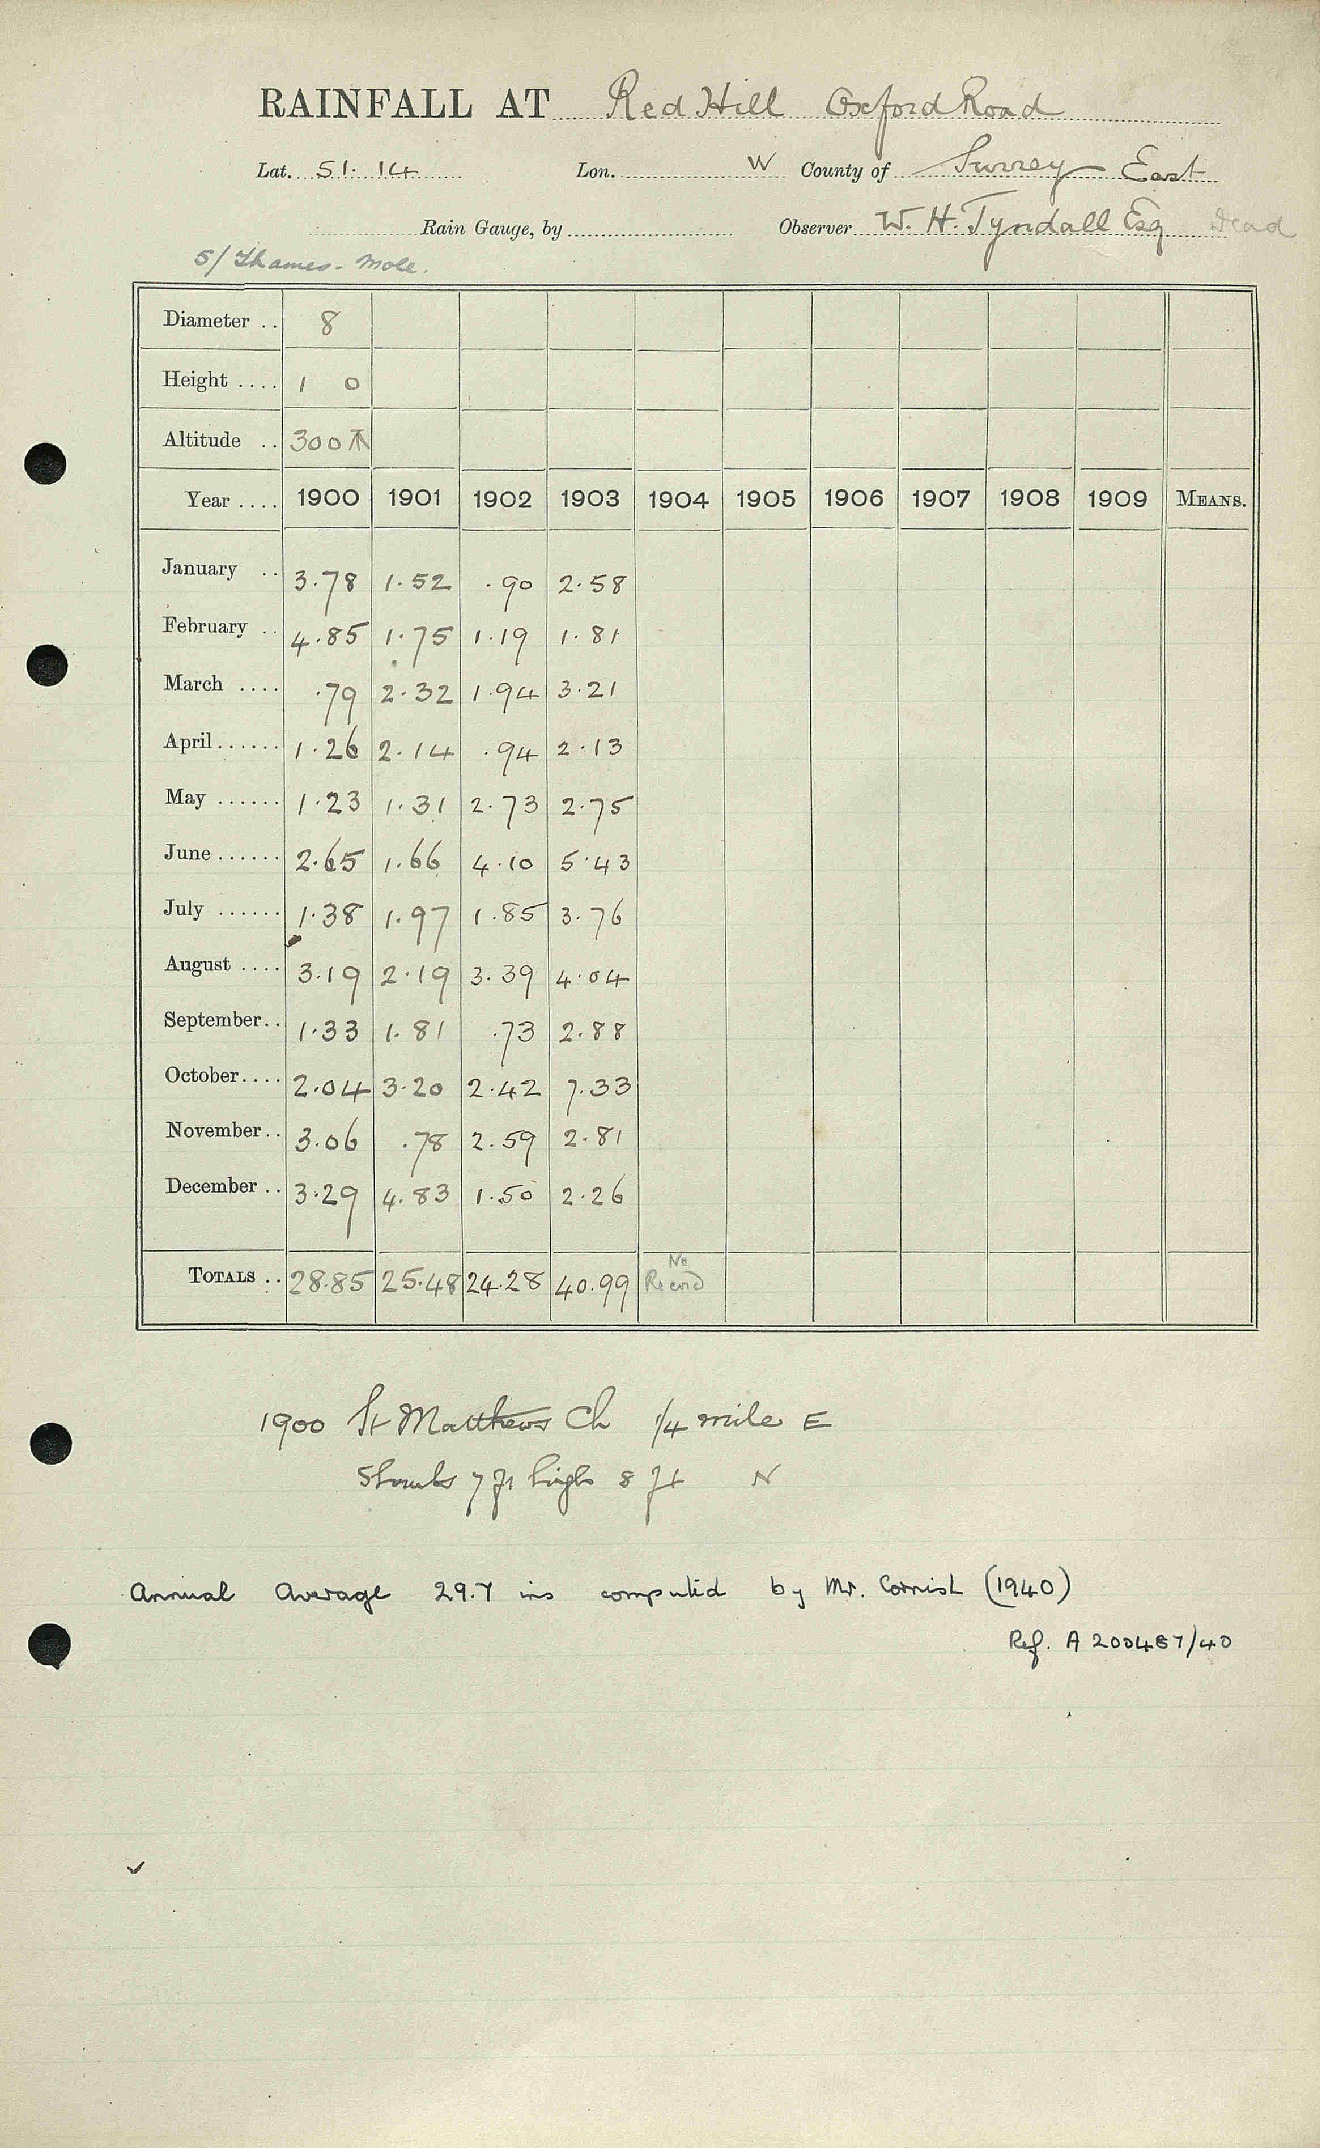 RAINFALL AT Red Hill Oxford Road
Lat. 51. 14 Lon. W County of Surrey East
Rain Gauge, by Observer W. H. Tyndall Esq Dead
5/ Thames - Mole.
Diameter .. 8
Height .... 1 0
Altitude .. 300
Year .... 1900 1901 1902 1903 1904 1905 1906 1907 1908 1909 MEANS.
January .. 3.78 1.52 .90 2.58
February .. 4.85 1.75 1.19 1.81
March .... .79 2.32 1.94 3.21
April ...... 1.26 2.14 .94 2.13
May ...... 1.23 1.31 2.73 2.75
June ...... 2.65 1.66 4.10 5.43
July ...... 1.38 1.97 1.85 3.76
August .... 3.19 2.19 3.39 4.04
September.. 1.33 1.81 .73 2.88
October.... 2.04 3.20 2.42 7.33
November.. 3.06 .78 2.59 2.81
December .. 3.29 4.83 1.50 2.26
TOTALS .. 28.85 25.48 24.28 40.99 No Record
1900 St Matthews Ch 1/4 mile E
Shrubs 7 ft high 8 ft N
Annual Average 29.7 ins computed by Mr. Cornish (1940)
Ref. A 200487/40